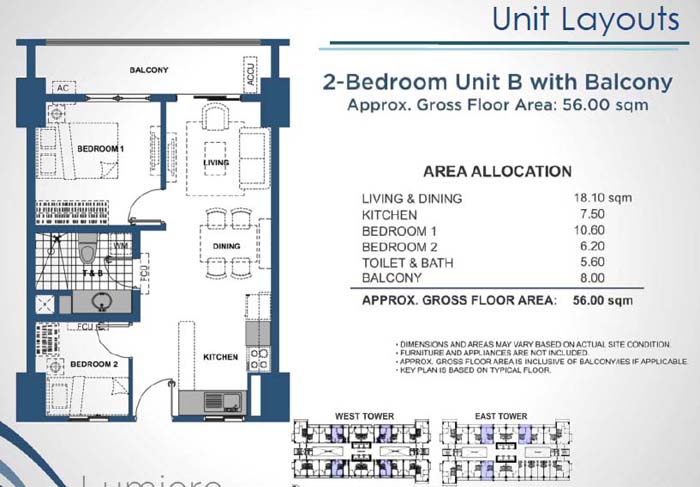 Unit Layouts
2-Bedroom Unit B with Balcony
Approx. Gross Floor Area: 56.00 sqm
AREA ALLOCATION
LIVING & DINING 18.10 sqm
KITCHEN 7.50
BEDROOM 1 10.60
BEDROOM 2 6.20
TOILET & BATH 5.60
BALCONY 8.00
APPROX. GROSS FLOOR AREA: 56.00 sqm
• DIMENSIONS AND AREAS MAY VARY BASED ON ACTUAL SITE CONDITION.
• FURNITURE AND APPLIANCES ARE NOT INCLUDED.
• APPROX. GROSS FLOOR AREA IS INCLUSIVE OF BALCONY/IES IF APPLICABLE.
• KEY PLAN IS BASED ON TYPICAL FLOOR.
BALCONY
AC
ACCU
BEDROOM 1
LIVING
DINING
WM
FCU
T & B
FCU
BEDROOM 2
KITCHEN
WEST TOWER
EAST TOWER
Lumiere